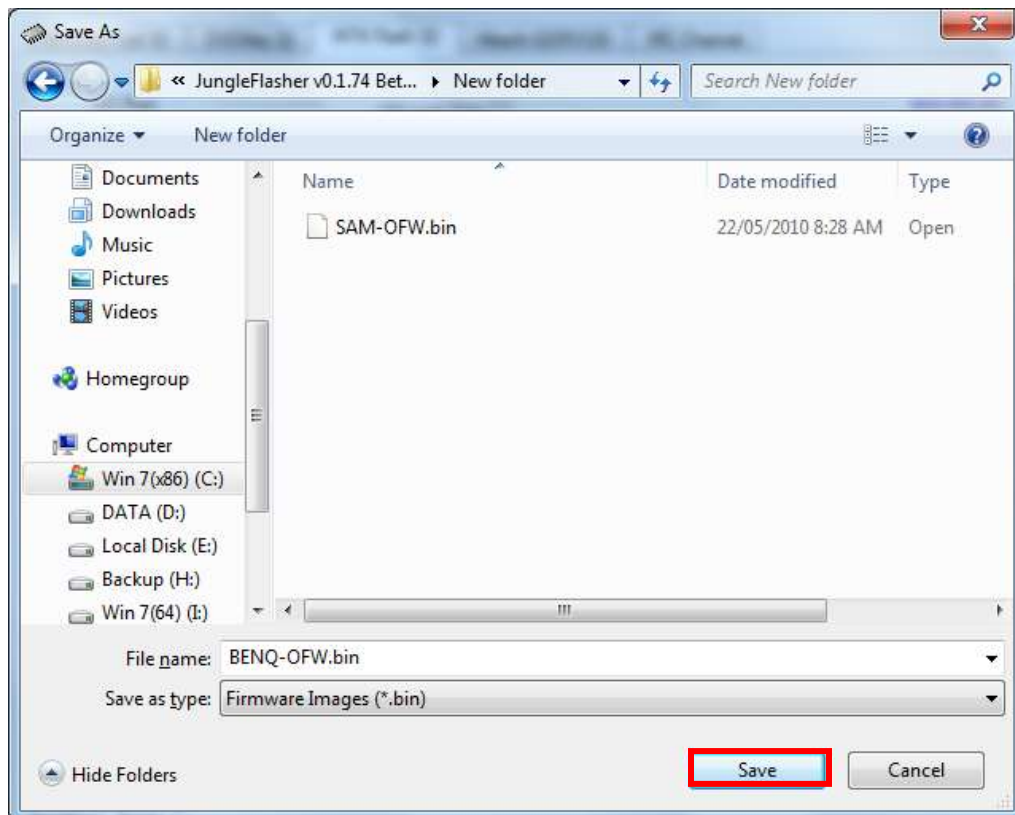 Save As
« JungleFlasher v0.1.74 Bet... ▸ New folder
Search New folder
Organize
New folder
Documents
Downloads
Music
Pictures
Videos
Homegroup
Computer
Win 7(x86) (C:)
DATA (D:)
Local Disk (E:)
Backup (H:)
Win 7(64) (I:)
Name Date modified Type
SAM-OFW.bin 22/05/2010 8:28 AM Open
File name: BENQ-OFW.bin
Save as type: Firmware Images (*.bin)
Hide Folders
Save
Cancel